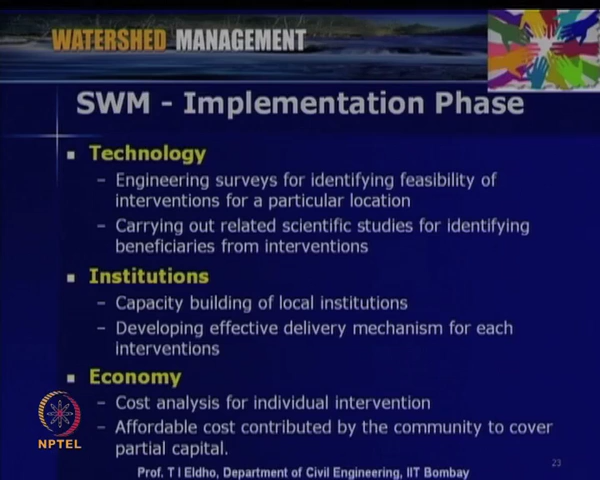 WATERSHED MANAGEMENT
SWM - Implementation Phase
Technology
– Engineering surveys for identifying feasibility of
interventions for a particular location
– Carrying out related scientific studies for identifying
beneficiaries from interventions
Institutions
– Capacity building of local institutions
– Developing effective delivery mechanism for each
interventions
Economy
– Cost analysis for individual intervention
– Affordable cost contributed by the community to cover
partial capital.
NPTEL
Prof. T I Eldho, Department of Civil Engineering, IIT Bombay
23